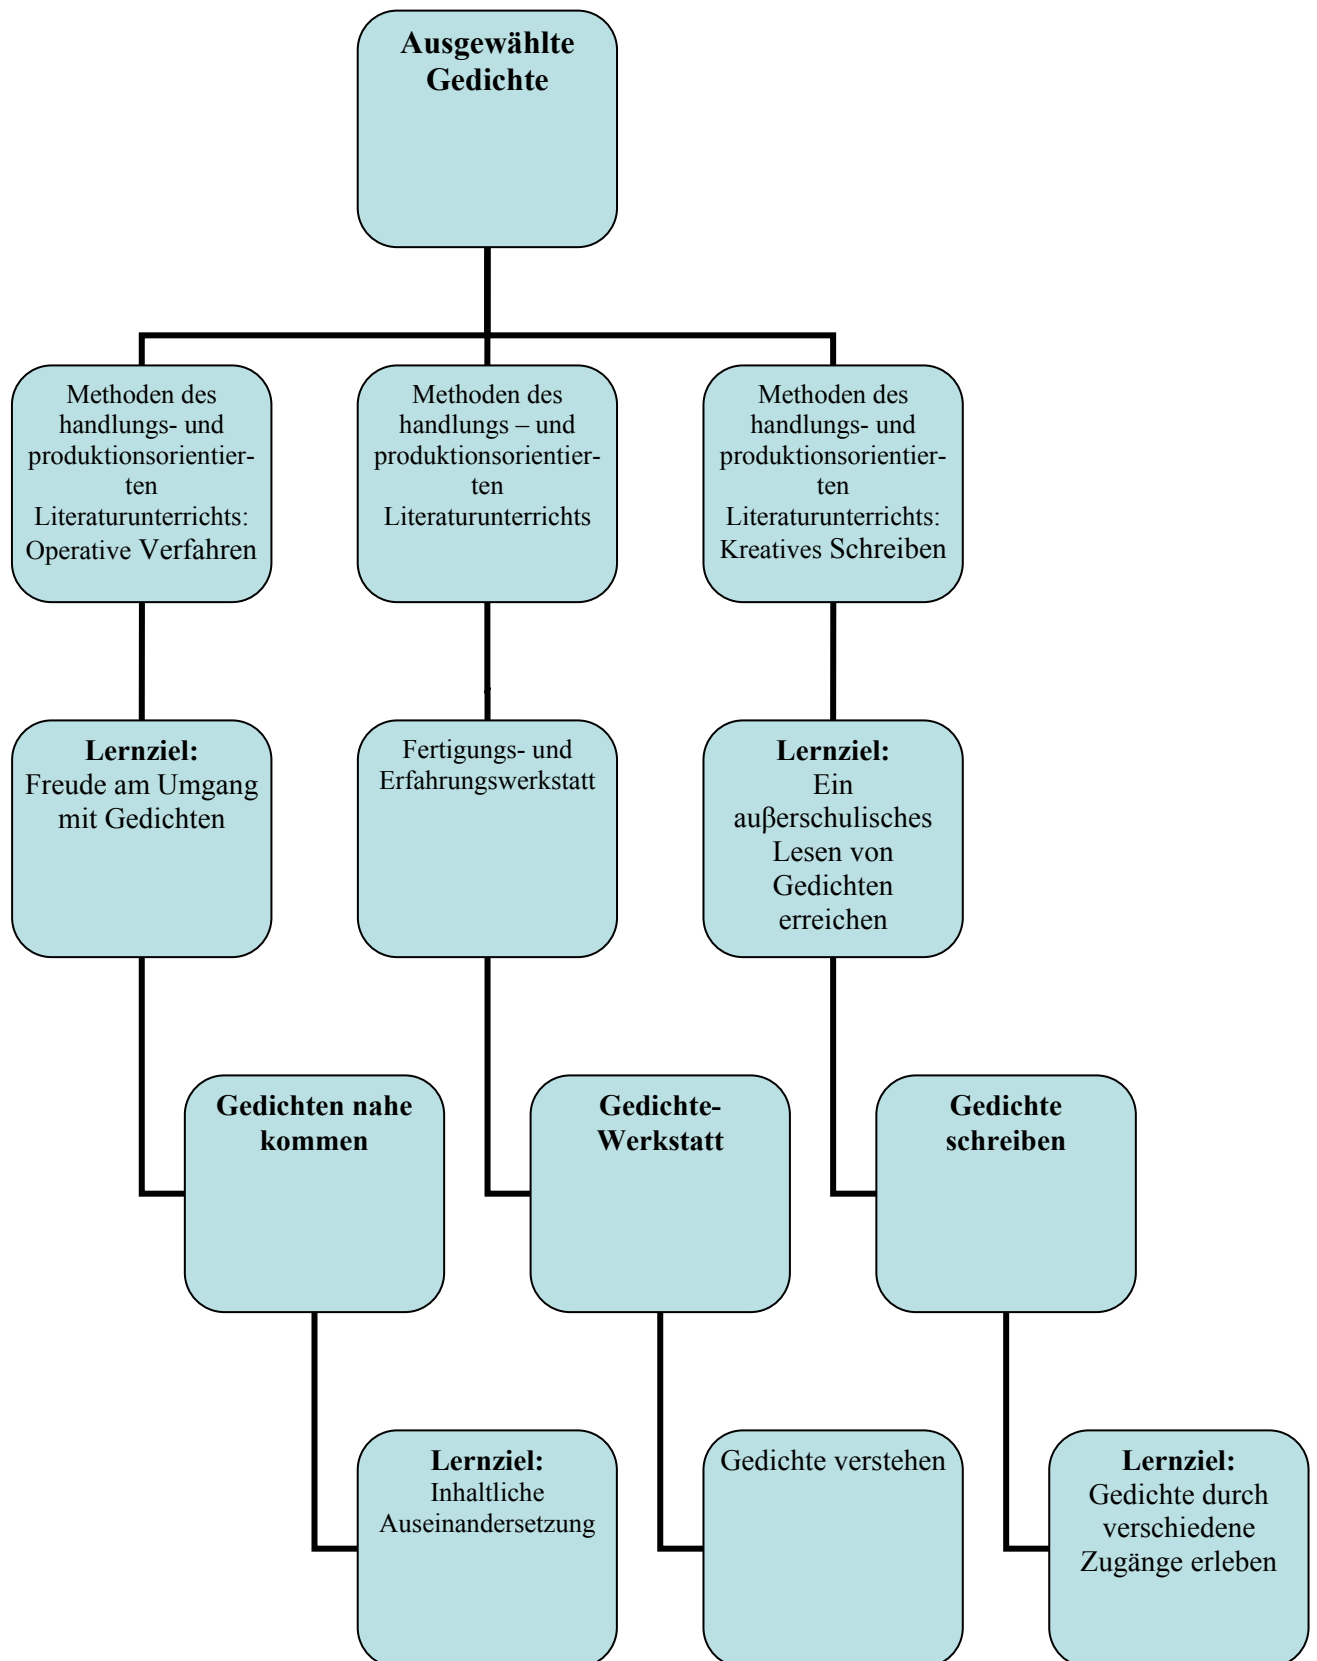 Ausgewählte
Gedichte
Methoden des
handlungs- und
produktionsorientier-
ten
Literaturunterrichts:
Operative Verfahren
Methoden des
handlungs – und
produktionsorientier-
ten
Literaturunterrichts
Methoden des
handlungs- und
produktionsorientier-
ten
Literaturunterrichts:
Kreatives Schreiben
Lernziel:
Freude am Umgang
mit Gedichten
Fertigungs- und
Erfahrungswerkstatt
Lernziel:
Ein
auβerschulisches
Lesen von
Gedichten
erreichen
Gedichten nahe
kommen
Gedichte-
Werkstatt
Gedichte
schreiben
Lernziel:
Inhaltliche
Auseinandersetzung
Gedichte verstehen
Lernziel:
Gedichte durch
verschiedene
Zugänge erleben